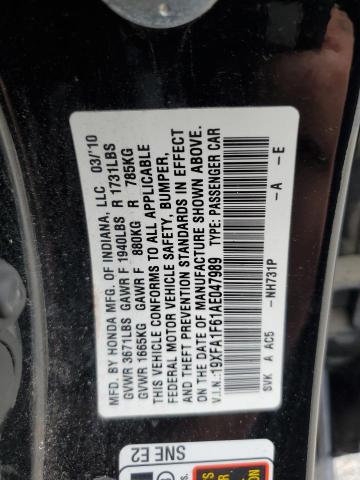 MFD. BY HONDA MFG. OF INDIANA, LLC 03/'10
GVWR 3671LBS GAWR F 1940LBS R 1731LBS
GVWR 1665KG GAWR F 880KG R 785KG
THIS VEHICLE CONFORMS TO ALL APPLICABLE
FEDERAL MOTOR VEHICLE SAFETY, BUMPER,
AND THEFT PREVENTION STANDARDS IN EFFECT
ON THE DATE OF MANUFACTURE SHOWN ABOVE.
V.I.N.: 19XFA1F61AE047989 TYPE: PASSENGER CAR
SVK A AC5 -NH731P -A -E
SNE E2